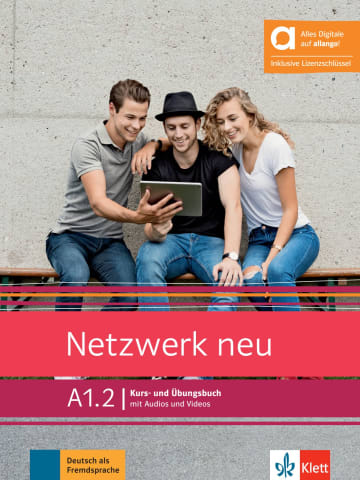 a
Alles Digitale
auf allango!
Inklusive Lizenzschlüssel
Netzwerk neu
A1.2 | Kurs- und Übungsbuch
mit Audios und Videos
Deutsch als
Fremdsprache
Klett